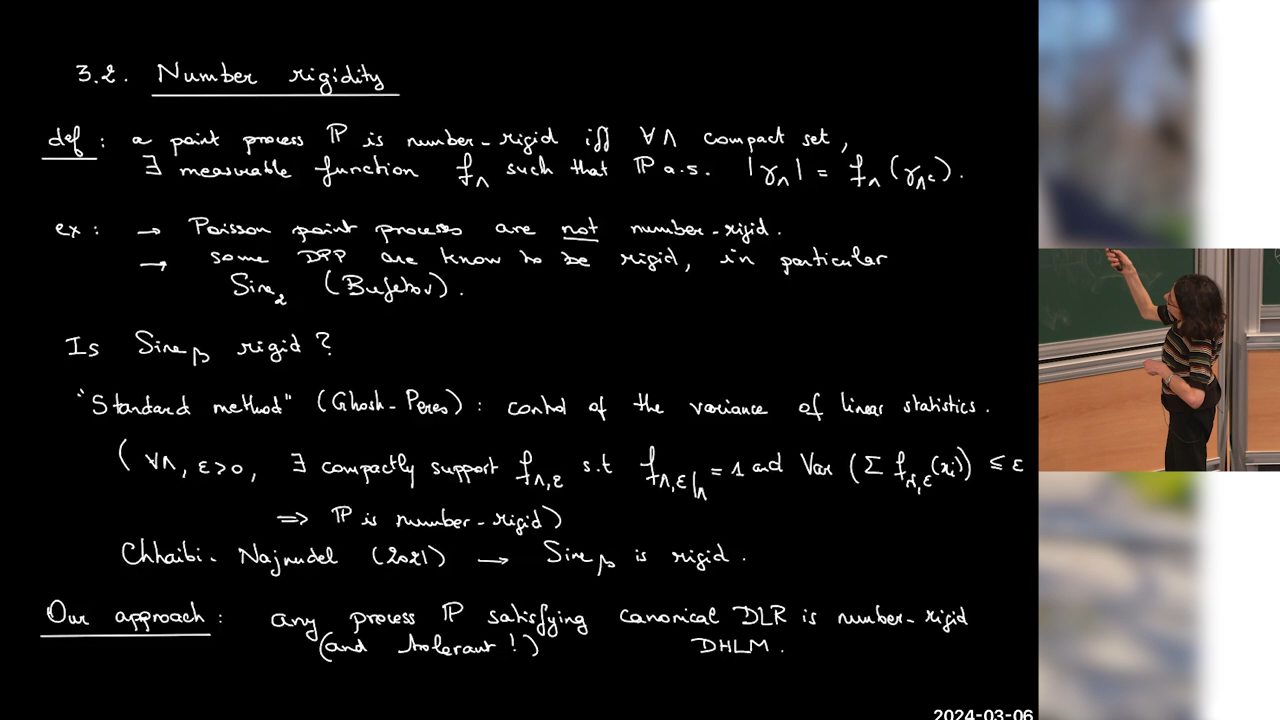 3.2. Number rigidity
def : a point process ℙ is number-rigid iff ∀Λ compact set,
∃ measurable function f_Λ such that ℙ a.s. |γ_Λ| = f_Λ(γ_Λᶜ).
ex : → Poisson point processes are not number-rigid.
→ some DPP are know to be rigid, in particular
Sine₂ (Bufetov).
Is Sine_β rigid ?
"Standard method" (Ghosh-Peres) : control of the variance of linear statistics.
(∀Λ, ε>0, ∃ compactly support f_Λ,ε s.t f_Λ,ε|_Λ = 1 and Var (Σ f_Λ,ε(xi)) ≤ ε
⟹ ℙ is number-rigid)
Chhaibi - Najnudel (2021) → Sine_β is rigid.
Our approach : any process ℙ satisfying canonical DLR is number-rigid
(and tolerant !) DHLM.
2024-03-06